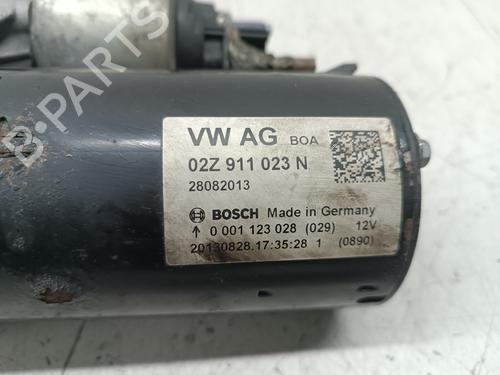 VW AG BOA
02Z 911 023 N
28082013
BOSCH Made in Germany
↑ 0 001 123 028 (029) 12V
20130828.17:35:28 1 (0890)
B-PARTS